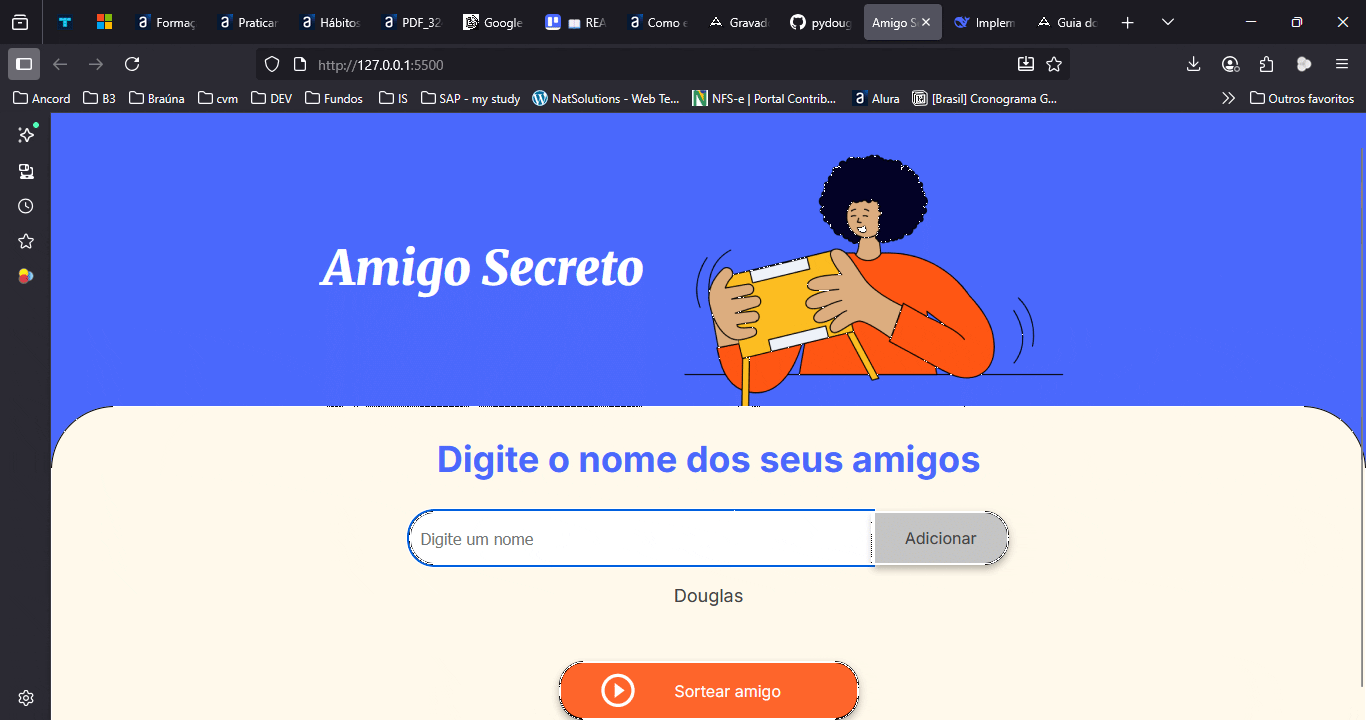 Formaç
Praticar
Hábitos
PDF_32
Google
REA
Como e
Gravad
pydoug
Amigo S
Implem
Guia do
http://127.0.0.1:5500
Ancord
B3
Braúna
cvm
DEV
Fundos
IS
SAP - my study
NatSolutions - Web Te...
NFS-e | Portal Contrib...
Alura
[Brasil] Cronograma G...
Outros favoritos
Amigo Secreto
Digite o nome dos seus amigos
Digite um nome
Adicionar
Douglas
Sortear amigo